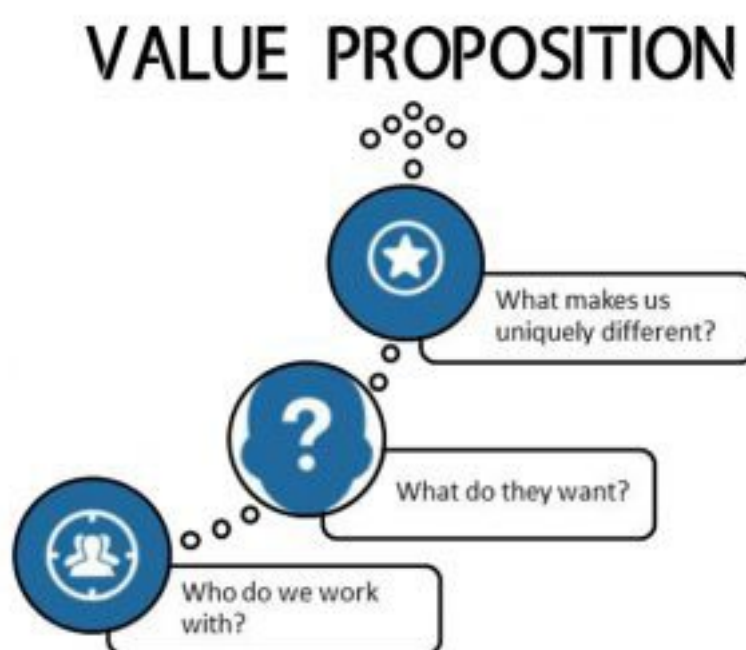 VALUE PROPOSITION
What makes us
uniquely different?
?
What do they want?
Who do we work
with?